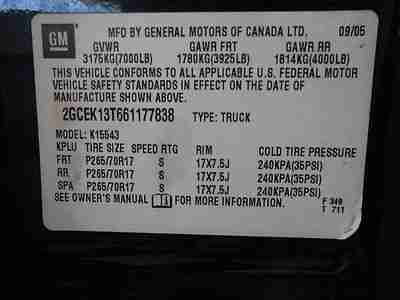 GM
MFD BY GENERAL MOTORS OF CANADA LTD. 09/05
GVWR GAWR FRT GAWR RR
3175KG(7000LB) 1780KG(3925LB) 1814KG(4000LB)
THIS VEHICLE CONFORMS TO ALL APPLICABLE U.S. FEDERAL MOTOR
VEHICLE SAFETY STANDARDS IN EFFECT ON THE DATE OF
MANUFACTURE SHOWN ABOVE.
2GCEK13T661177838 TYPE: TRUCK
MODEL: K15543
KPLU TIRE SIZE SPEED RTG RIM COLD TIRE PRESSURE
FRT P265/70R17 S 17X7.5J 240KPA(35PSI)
RR P265/70R17 S 17X7.5J 240KPA(35PSI)
SPA P265/70R17 S 17X7.5J 240KPA(35PSI)
SEE OWNER'S MANUAL FOR MORE INFORMATION.
F 349
T 711